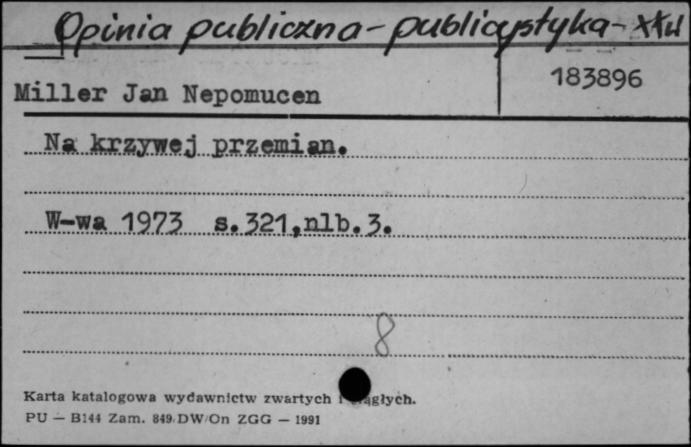 Opinia publiczna - publicystyka - XXw
183896
Miller Jan Nepomucen
Na krzywej przemian.
W-wa 1973 s.321,nlb.3.
8
Karta katalogowa wydawnictw zwartych i ciągłych.
PU — B144 Zam. 849/DW/On ZGG — 1991